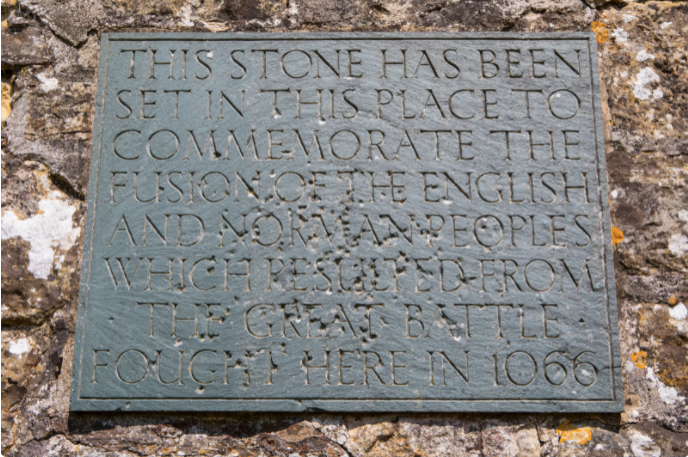 THIS STONE HAS BEEN
SET IN THIS PLACE TO
COMMEMORATE THE
FUSION OF THE ENGLISH
AND NORMAN PEOPLES
WHICH RESULTED FROM
· THE GREAT BATTLE ·
FOUGHT HERE IN 1066